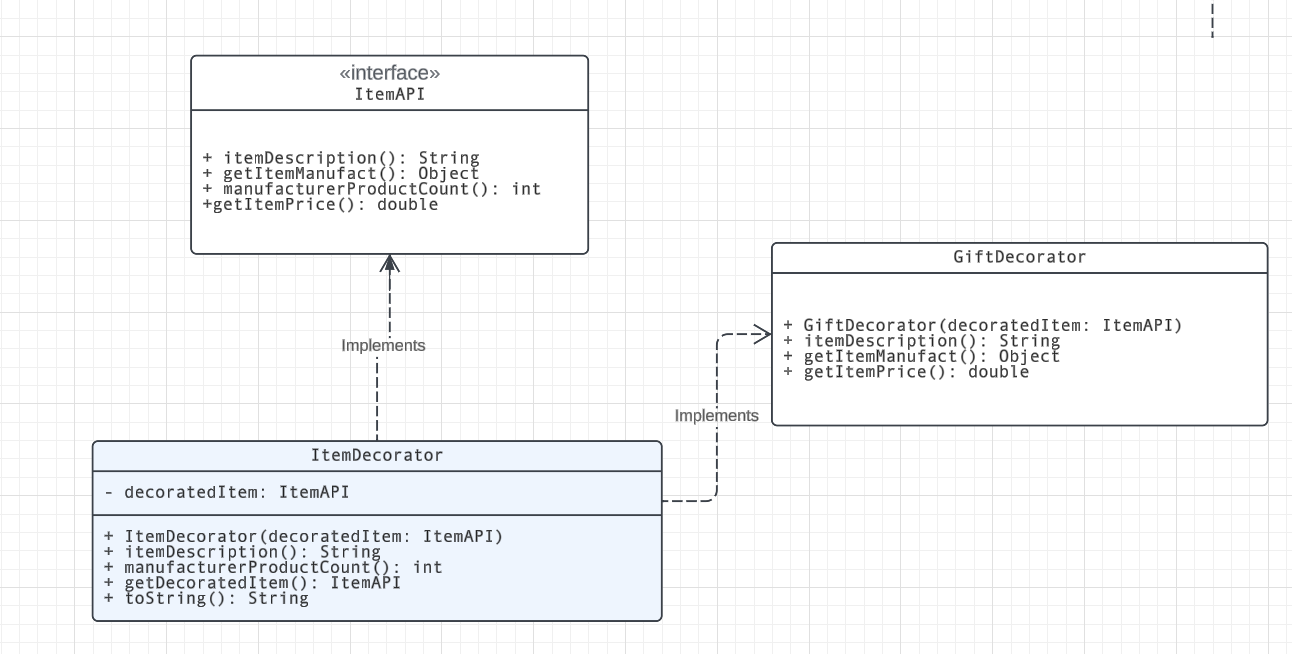 «interface»
ItemAPI
+ itemDescription(): String
+ getItemManufact(): Object
+ manufacturerProductCount(): int
+getItemPrice(): double
Implements
GiftDecorator
+ GiftDecorator(decoratedItem: ItemAPI)
+ itemDescription(): String
+ getItemManufact(): Object
+ getItemPrice(): double
Implements
ItemDecorator
- decoratedItem: ItemAPI
+ ItemDecorator(decoratedItem: ItemAPI)
+ itemDescription(): String
+ manufacturerProductCount(): int
+ getDecoratedItem(): ItemAPI
+ toString(): String